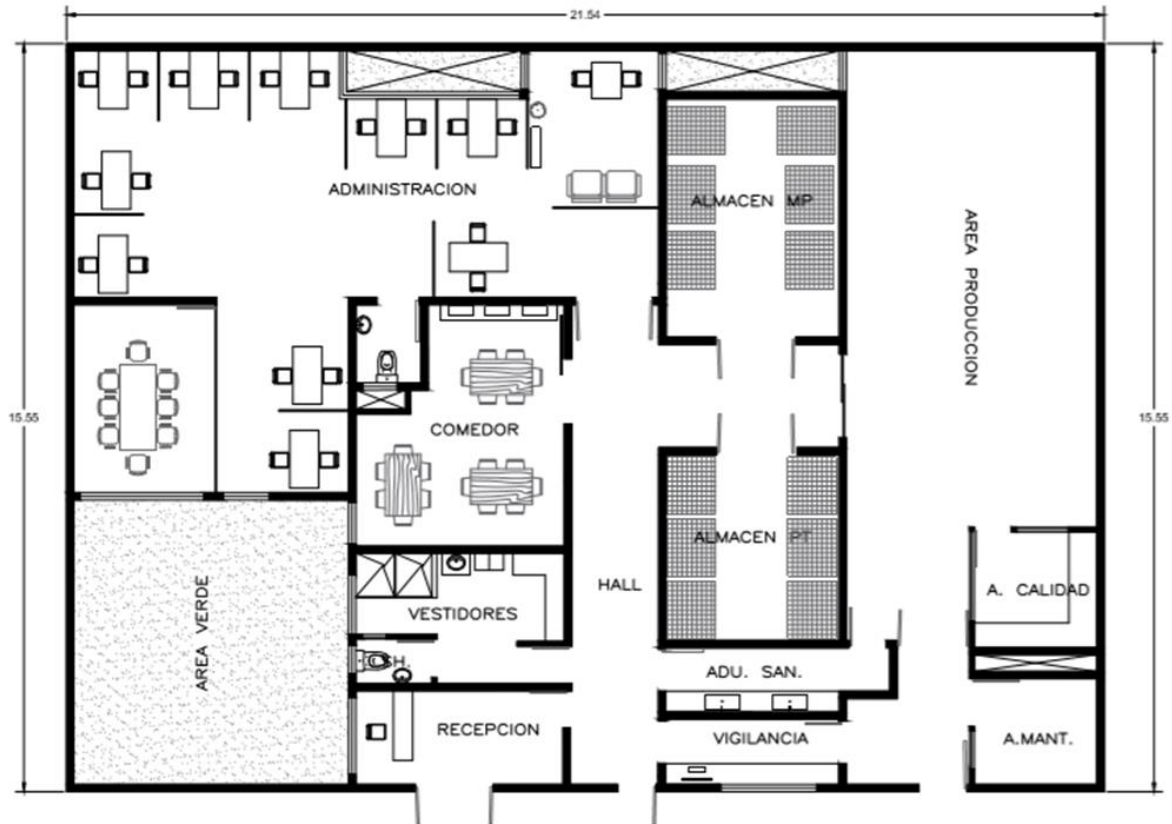 21.54
ADMINISTRACION
ALMACEN MP
AREA PRODUCCION
15.55
15.55
COMEDOR
ALMACEN PT
HALL
A. CALIDAD
AREA VERDE
VESTIDORES
SH.
ADU. SAN.
RECEPCION
VIGILANCIA
A.MANT.